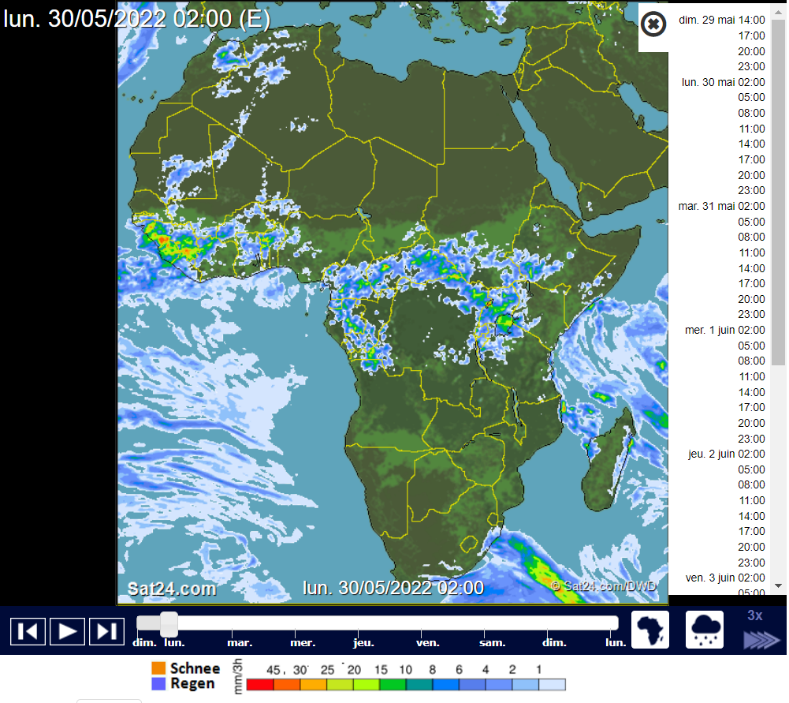 lun. 30/05/2022 02:00 (E)
dim. 29 mai 14:00
17:00
20:00
23:00
lun. 30 mai 02:00
05:00
08:00
11:00
14:00
17:00
20:00
23:00
mar. 31 mai 02:00
05:00
08:00
11:00
14:00
17:00
20:00
23:00
mer. 1 juin 02:00
05:00
08:00
11:00
14:00
17:00
20:00
23:00
jeu. 2 juin 02:00
05:00
08:00
11:00
14:00
17:00
20:00
23:00
ven. 3 juin 02:00
05:00
Sat24.com
lun. 30/05/2022 02:00
© Sat24.com/DWD
3x
dim. lun. mar. mer. jeu. ven. sam. dim. lun.
Schnee
Regen
mm/3h
45 30 25 20 15 10 8 6 4 2 1